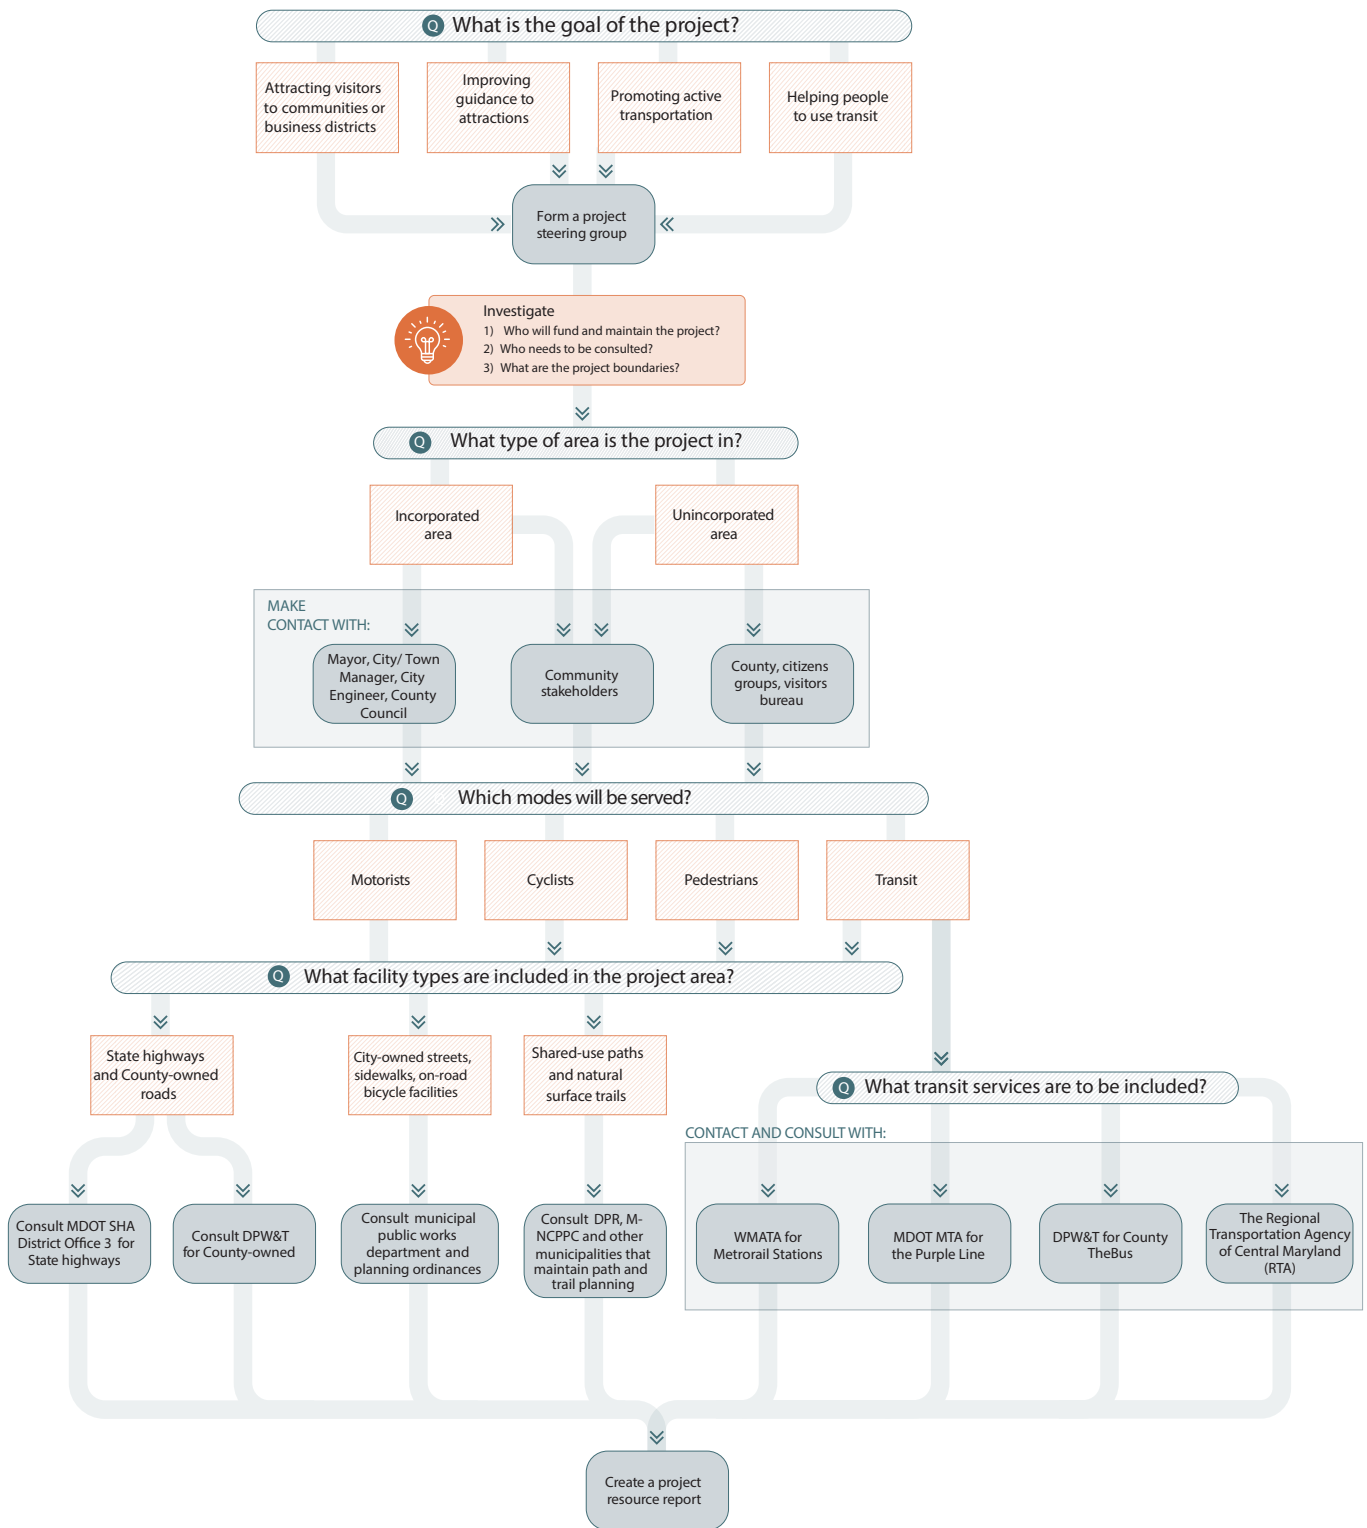 Q What is the goal of the project?
Attracting visitors
to communities or
business districts
Improving
guidance to
attractions
Promoting active
transportation
Helping people
to use transit
Form a project
steering group
Investigate
1) Who will fund and maintain the project?
2) Who needs to be consulted?
3) What are the project boundaries?
Q What type of area is the project in?
Incorporated
area
Unincorporated
area
MAKE
CONTACT WITH:
Mayor, City/ Town
Manager, City
Engineer, County
Council
Community
stakeholders
County, citizens
groups, visitors
bureau
Q Which modes will be served?
Motorists
Cyclists
Pedestrians
Transit
Q What facility types are included in the project area?
State highways
and County-owned
roads
City-owned streets,
sidewalks, on-road
bicycle facilities
Shared-use paths
and natural
surface trails
Q What transit services are to be included?
CONTACT AND CONSULT WITH:
Consult MDOT SHA
District Office 3 for
State highways
Consult DPW&T
for County-owned
Consult municipal
public works
department and
planning ordinances
Consult DPR, M-
NCPPC and other
municipalities that
maintain path and
trail planning
WMATA for
Metrorail Stations
MDOT MTA for
the Purple Line
DPW&T for County
TheBus
The Regional
Transportation Agency
of Central Maryland
(RTA)
Create a project
resource report